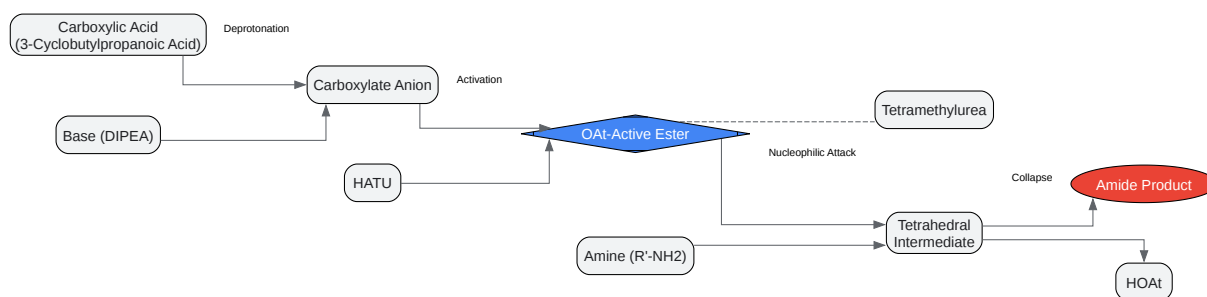 Carboxylic Acid
(3-Cyclobutylpropanoic Acid)
Deprotonation
Carboxylate Anion
Activation
Base (DIPEA)
Tetramethylurea
OAt-Active Ester
Nucleophilic Attack
HATU
Collapse
Amide Product
Tetrahedral
Intermediate
Amine (R'-NH2)
HOAt